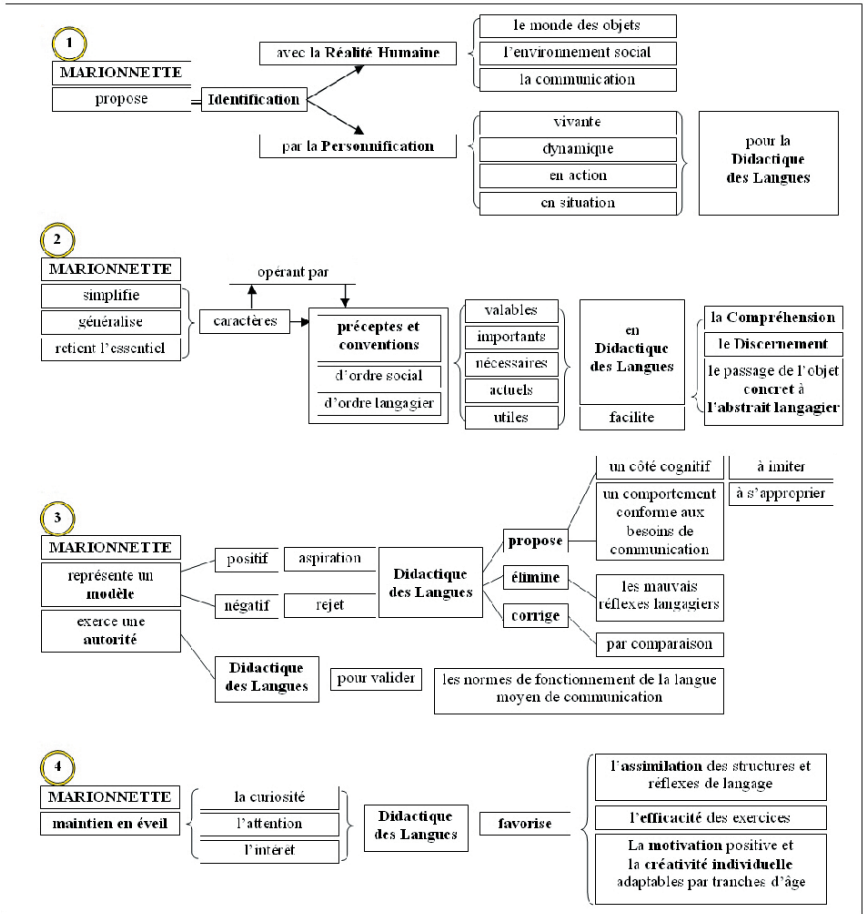 1
MARIONNETTE
propose
Identification
avec la Réalité Humaine
le monde des objets
l'environnement social
la communication
par la Personnification
vivante
dynamique
en action
en situation
pour la
Didactique
des Langues
2
MARIONNETTE
simplifie
généralise
retient l'essentiel
caractères
opérant par
préceptes et
conventions
d'ordre social
d'ordre langagier
valables
importants
nécessaires
actuels
utiles
en
Didactique
des Langues
facilite
la Compréhension
le Discernement
le passage de l'objet
concret à
l'abstrait langagier
3
MARIONNETTE
représente un
modèle
exerce une
autorité
positif
aspiration
négatif
rejet
Didactique
des Langues
propose
un côté cognitif
à imiter
un comportement
conforme aux
besoins de
communication
à s'approprier
élimine
les mauvais
réflexes langagiers
corrige
par comparaison
Didactique
des Langues
pour valider
les normes de fonctionnement de la langue
moyen de communication
4
MARIONNETTE
maintien en éveil
la curiosité
l'attention
l'intérêt
Didactique
des Langues
favorise
l'assimilation des structures et
réflexes de langage
l'efficacité des exercices
La motivation positive et
la créativité individuelle
adaptables par tranches d'âge